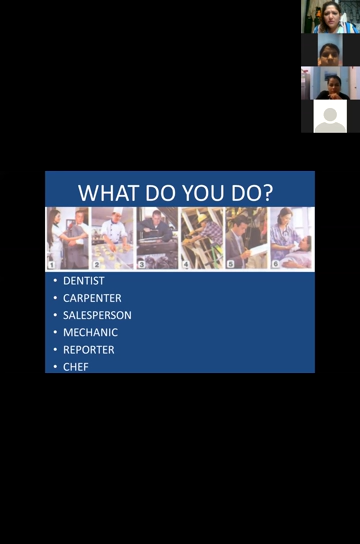 WHAT DO YOU DO?
1 2 3 4 5 6
• DENTIST
• CARPENTER
• SALESPERSON
• MECHANIC
• REPORTER
• CHEF